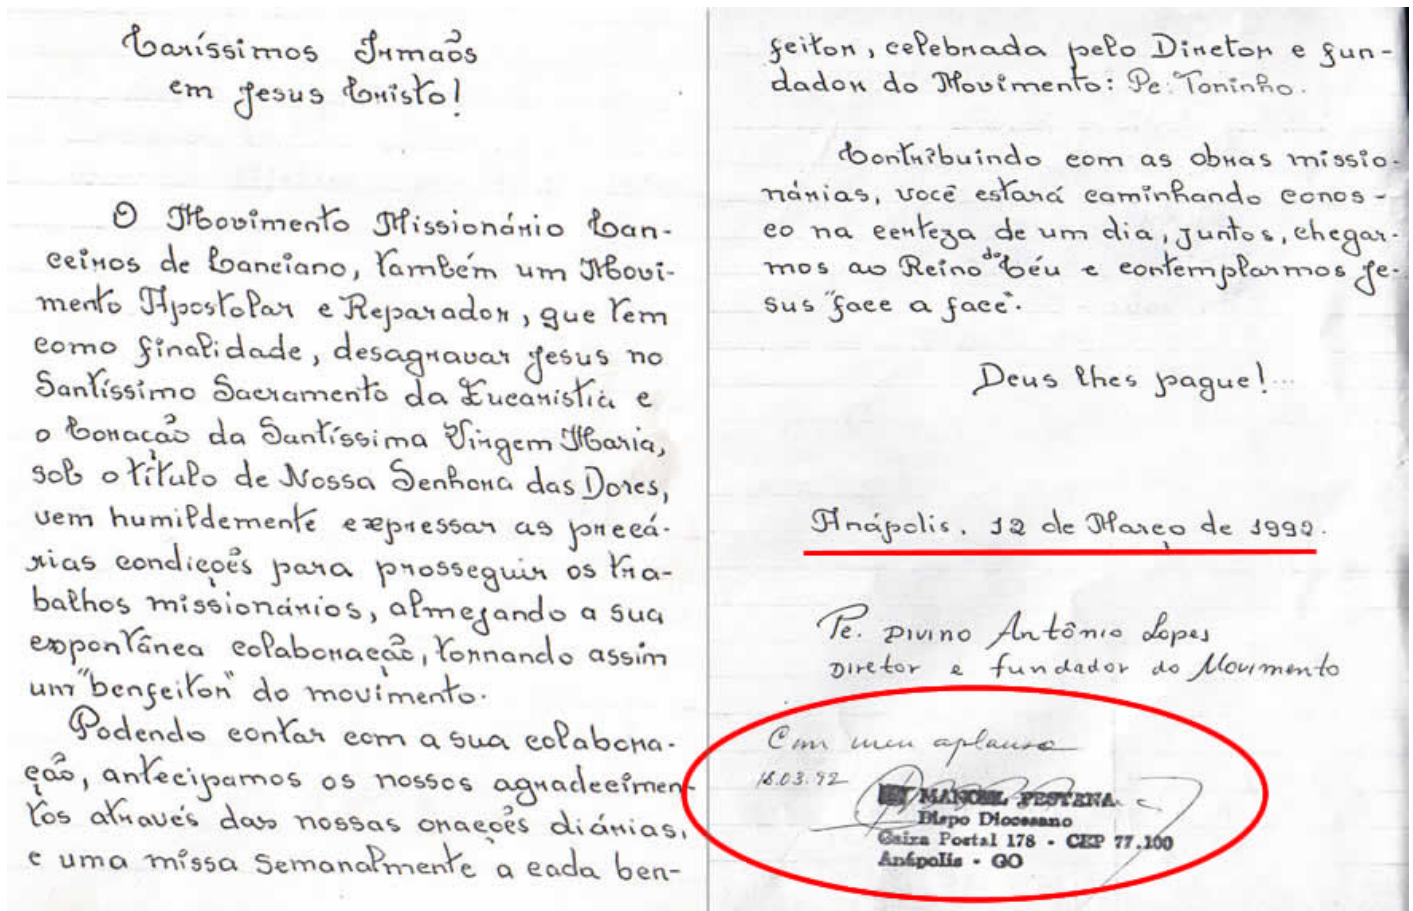 Caríssimos Irmaõs
em Jesus Cristo!
O Movimento Missionário Lan-
ceiros de Lanciano, também um Movi-
mento Apostolar e Reparador, que tem
como finalidade, desagravar Jesus no
Santíssimo Sacramento da Eucaristia e
o Coração da Santíssima Virgem Maria,
sob o título de Nossa Senhora das Dores,
vem humildemente expressar as precá-
rias condições para prosseguir os tra-
balhos missionários, almejando a sua
expontânea colaboração, tornando assim
um "benfeitor" do movimento.
Podendo contar com a sua colabora-
ção, antecipamos os nossos agradecimen-
tos através das nossas orações diárias,
e uma missa semanalmente a cada ben-
feitor, celebrada pelo Diretor e fun-
dador do Movimento: Pe. Toninho.
Contribuindo com as obras missio-
nárias, você estará caminhando conos-
co na certeza de um dia, juntos, chegar-
mos ao Reino do Céu e contemplarmos Je-
sus "face a face".
Deus lhes pague!...
Anápolis, 12 de Março de 1992.
Pe. Divino Antônio Lopes
Diretor e fundador do Movimento
Com meu aplauso
18.03.92
MANOEL PESTANA
Bispo Diocesano
Caixa Postal 178 - CEP 77.100
Anápolis - GO